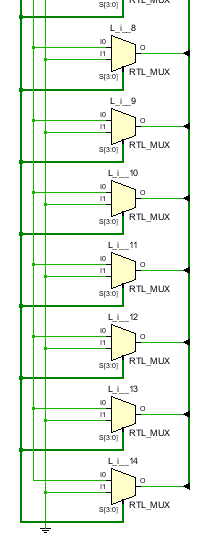 S[3:0]
RTL_MUX
L_i__8
I0
O
I1
S[3:0]
RTL_MUX
L_i__9
I0
O
I1
S[3:0]
RTL_MUX
L_i__10
I0
O
I1
S[3:0]
RTL_MUX
L_i__11
I0
O
I1
S[3:0]
RTL_MUX
L_i__12
I0
O
I1
S[3:0]
RTL_MUX
L_i__13
I0
O
I1
S[3:0]
RTL_MUX
L_i__14
I0
O
I1
S[3:0]
RTL_MUX